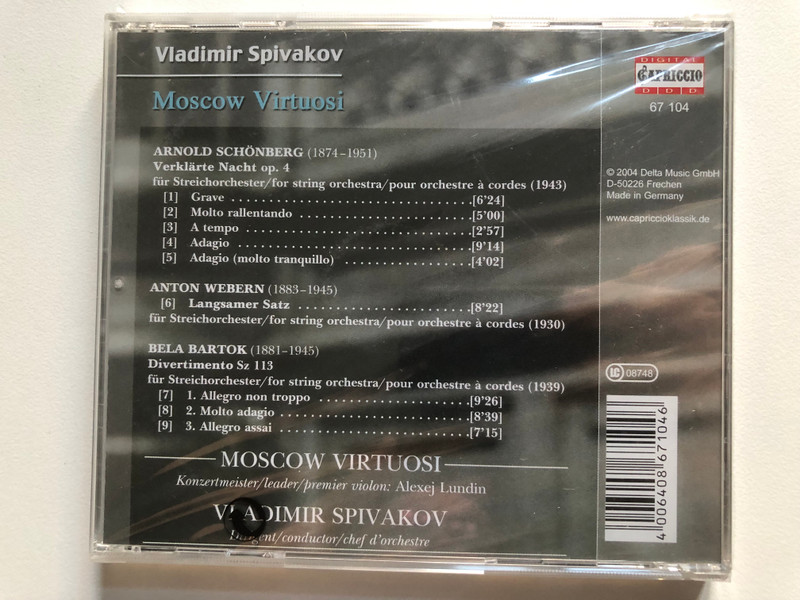 Vladimir Spivakov
Moscow Virtuosi
ARNOLD SCHÖNBERG (1874–1951)
Verklärte Nacht op. 4
für Streichorchester/for string orchestra/pour orchestre à cordes (1943)
[1] Grave ................................[6’24]
[2] Molto rallentando ........................[5’00]
[3] A tempo ..............................[2’57]
[4] Adagio ................................[9’14]
[5] Adagio (molto tranquillo) .................[4’02]
ANTON WEBERN (1883–1945)
[6] Langsamer Satz .......................[8’22]
für Streichorchester/for string orchestra/pour orchestre à cordes (1930)
BELA BARTOK (1881–1945)
Divertimento Sz 113
für Streichorchester/for string orchestra/pour orchestre à cordes (1939)
[7] 1. Allegro non troppo ....................[9’26]
[8] 2. Molto adagio .........................[8’39]
[9] 3. Allegro assai .........................[7’15]
MOSCOW VIRTUOSI
Konzertmeister/leader/premier violon: Alexej Lundin
VLADIMIR SPIVAKOV
Dirigent/conductor/chef d’orchestre
DIGITAL
CAPRICCIO
DDD
67 104
© 2004 Delta Music GmbH
D-50226 Frechen
Made in Germany
www.capriccioklassik.de
LC 08748
4 006408 671046